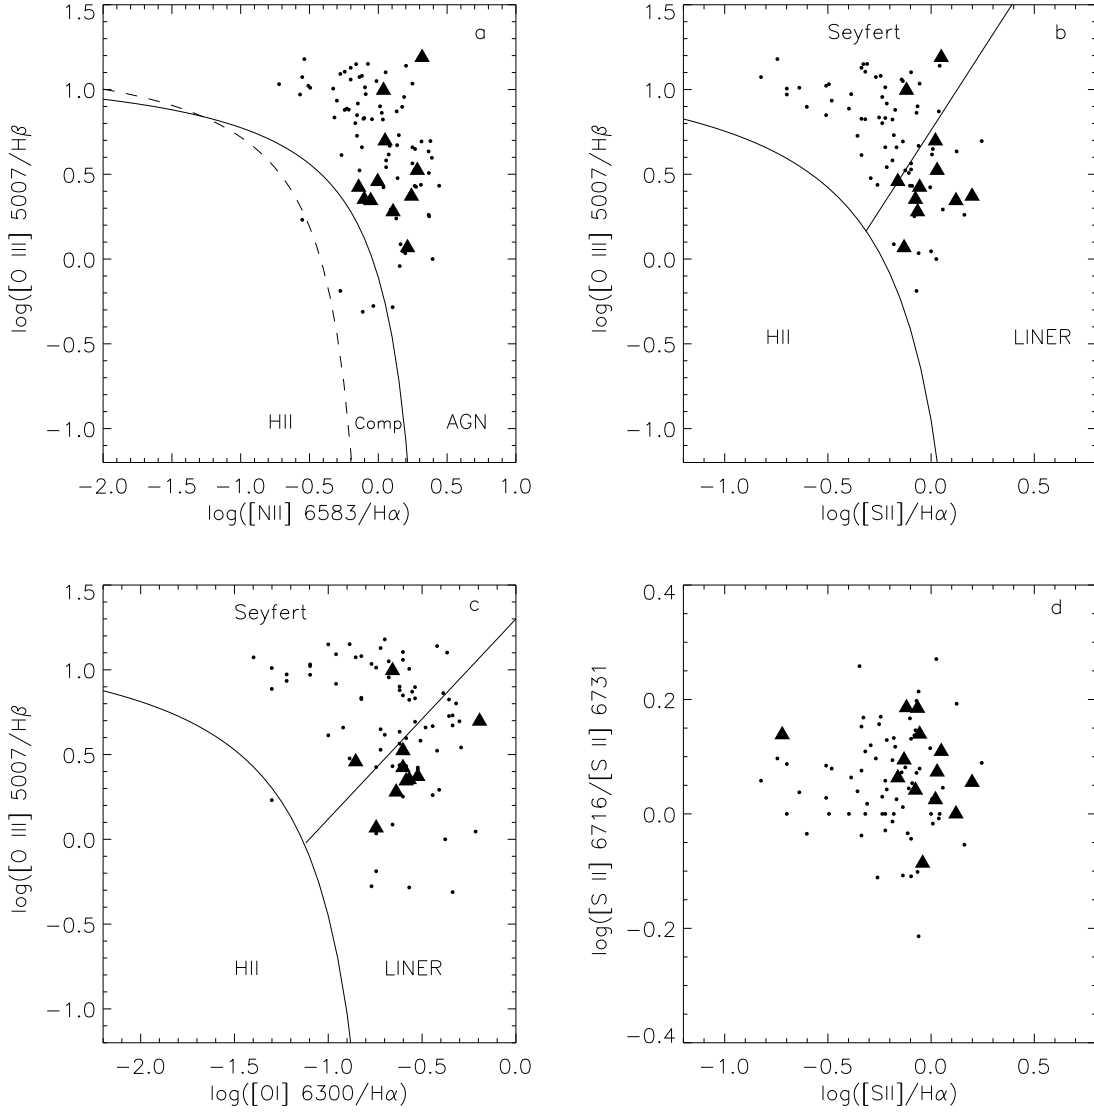 1.5
1.0
0.5
0.0
−0.5
−1.0
log([O III] 5007/Hβ
a
HII
Comp
AGN
−2.0 −1.5 −1.0 −0.5 0.0 0.5 1.0
log([NII] 6583/Hα)
1.5
1.0
0.5
0.0
−0.5
−1.0
log([O III] 5007/Hβ
Seyfert
b
HII
LINER
−1.0 −0.5 0.0 0.5
log([SII]/Hα)
1.5
1.0
0.5
0.0
−0.5
−1.0
log([O III] 5007/Hβ
Seyfert
c
HII
LINER
−2.0 −1.5 −1.0 −0.5 0.0
log([OI] 6300/Hα)
0.4
0.2
0.0
−0.2
−0.4
log([S II] 6716/[S II] 6731
d
−1.0 −0.5 0.0 0.5
log([SII]/Hα)